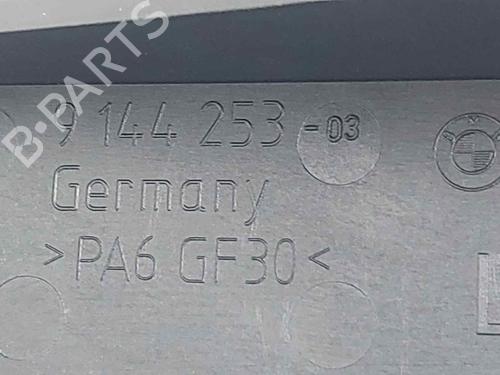 B-PARTS
9 144 253 -03
Germany
>PA6 GF30<